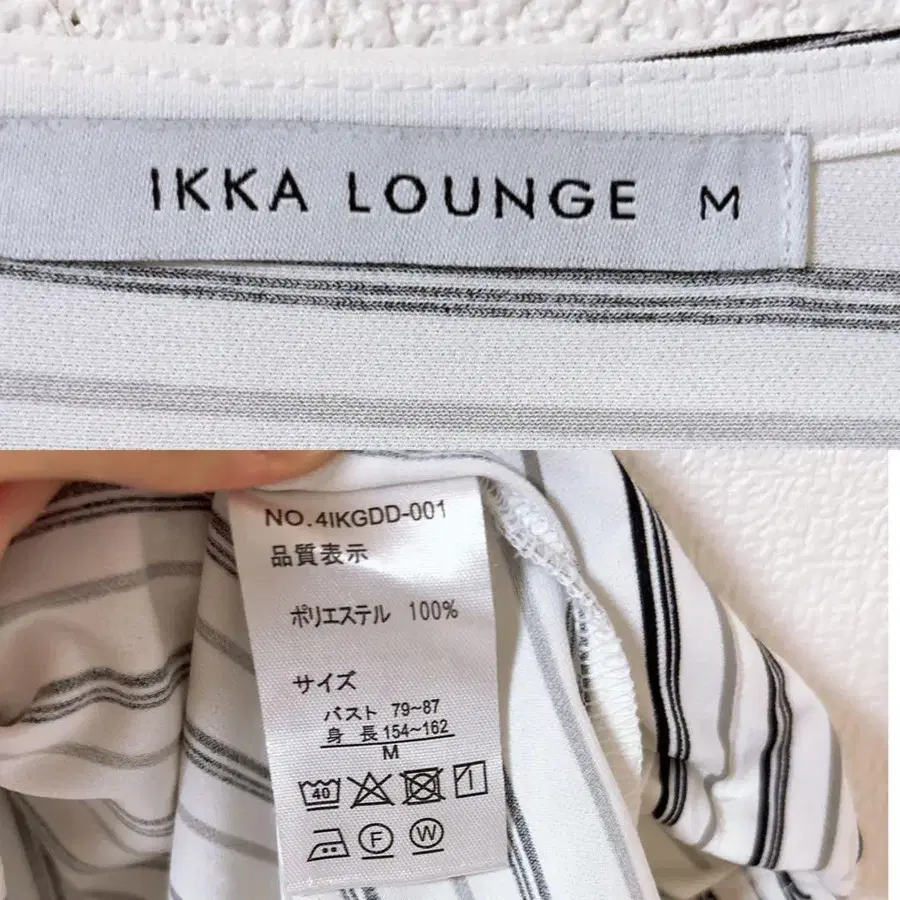 IKKA LOUNGE M
NO.4IKGDD-001
品質表示
ポリエステル 100%
サイズ
バスト 79~87
身 長 154~162
M
40
F W